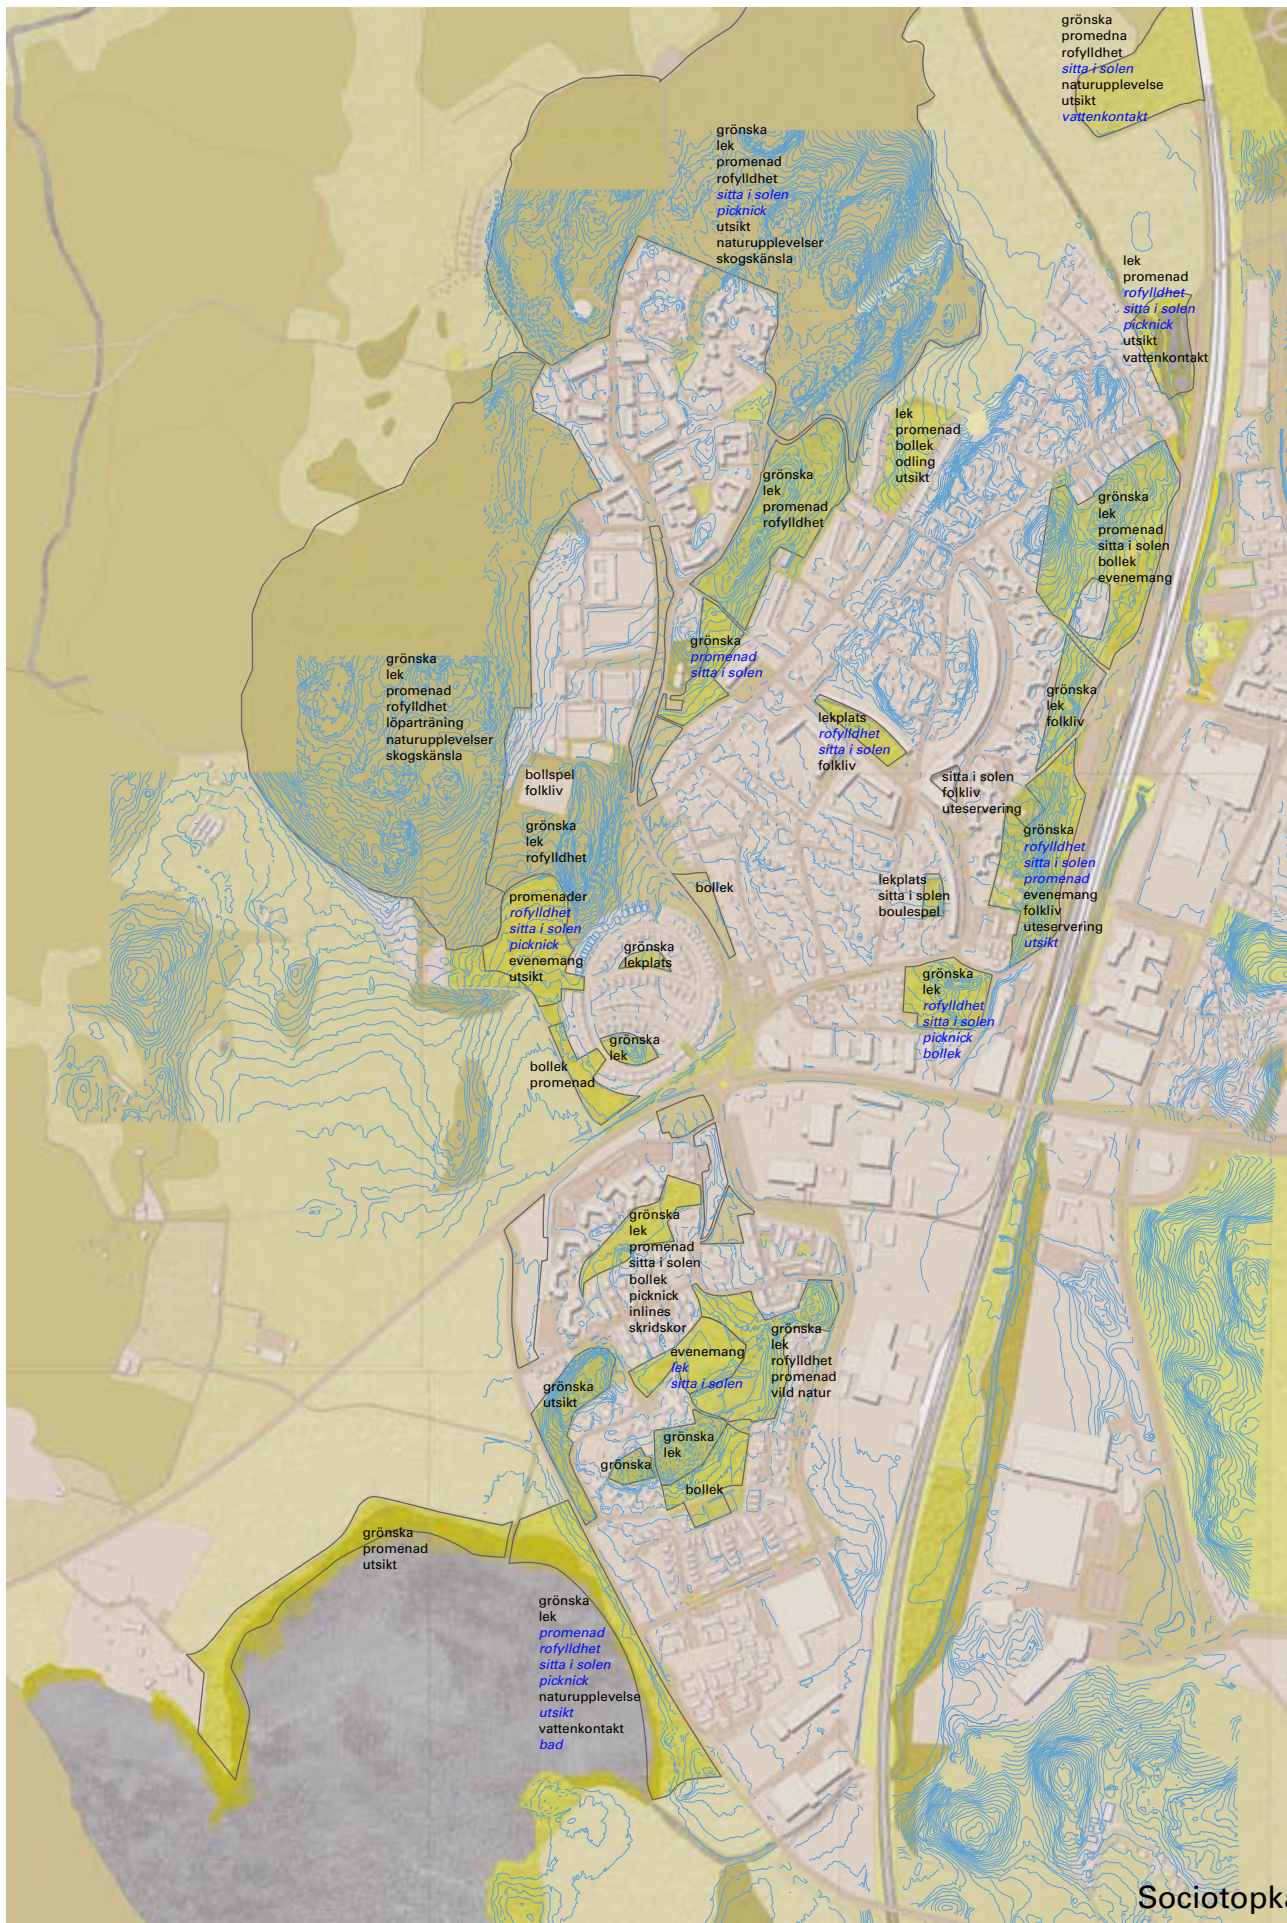 grönska
promedna
rofylldhet
sitta i solen
naturupplevelse
utsikt
vattenkontakt
grönska
lek
promenad
rofylldhet
sitta i solen
picknick
utsikt
naturupplevelser
skogskänsla
lek
promenad
rofylldhet
sitta i solen
picknick
utsikt
vattenkontakt
lek
promenad
bollek
odling
utsikt
grönska
lek
promenad
rofylldhet
grönska
lek
promenad
sitta i solen
bollek
evenemang
grönska
promenad
sitta i solen
grönska
lek
promenad
rofylldhet
löparträning
naturupplevelser
skogskänsla
grönska
lek
folkliv
lekplats
rofylldhet
sitta i solen
folkliv
bollspel
folkliv
sitta i solen
folkliv
uteservering
grönska
lek
rofylldhet
grönska
rofylldhet
sitta i solen
promenad
evenemang
folkliv
uteservering
utsikt
bollek
lekplats
sitta i solen
boulespel
promenader
rofylldhet
sitta i solen
picknick
evenemang
utsikt
grönska
lekplats
grönska
lek
rofylldhet
sitta i solen
picknick
bollek
grönska
lek
bollek
promenad
grönska
lek
promenad
sitta i solen
bollek
picknick
inlines
skridskor
grönska
lek
rofylldhet
promenad
vild natur
evenemang
lek
sitta i solen
grönska
utsikt
grönska
lek
grönska
bollek
grönska
promenad
utsikt
grönska
lek
promenad
rofylldhet
sitta i solen
picknick
naturupplevelse
utsikt
vattenkontakt
bad
Sociotopka